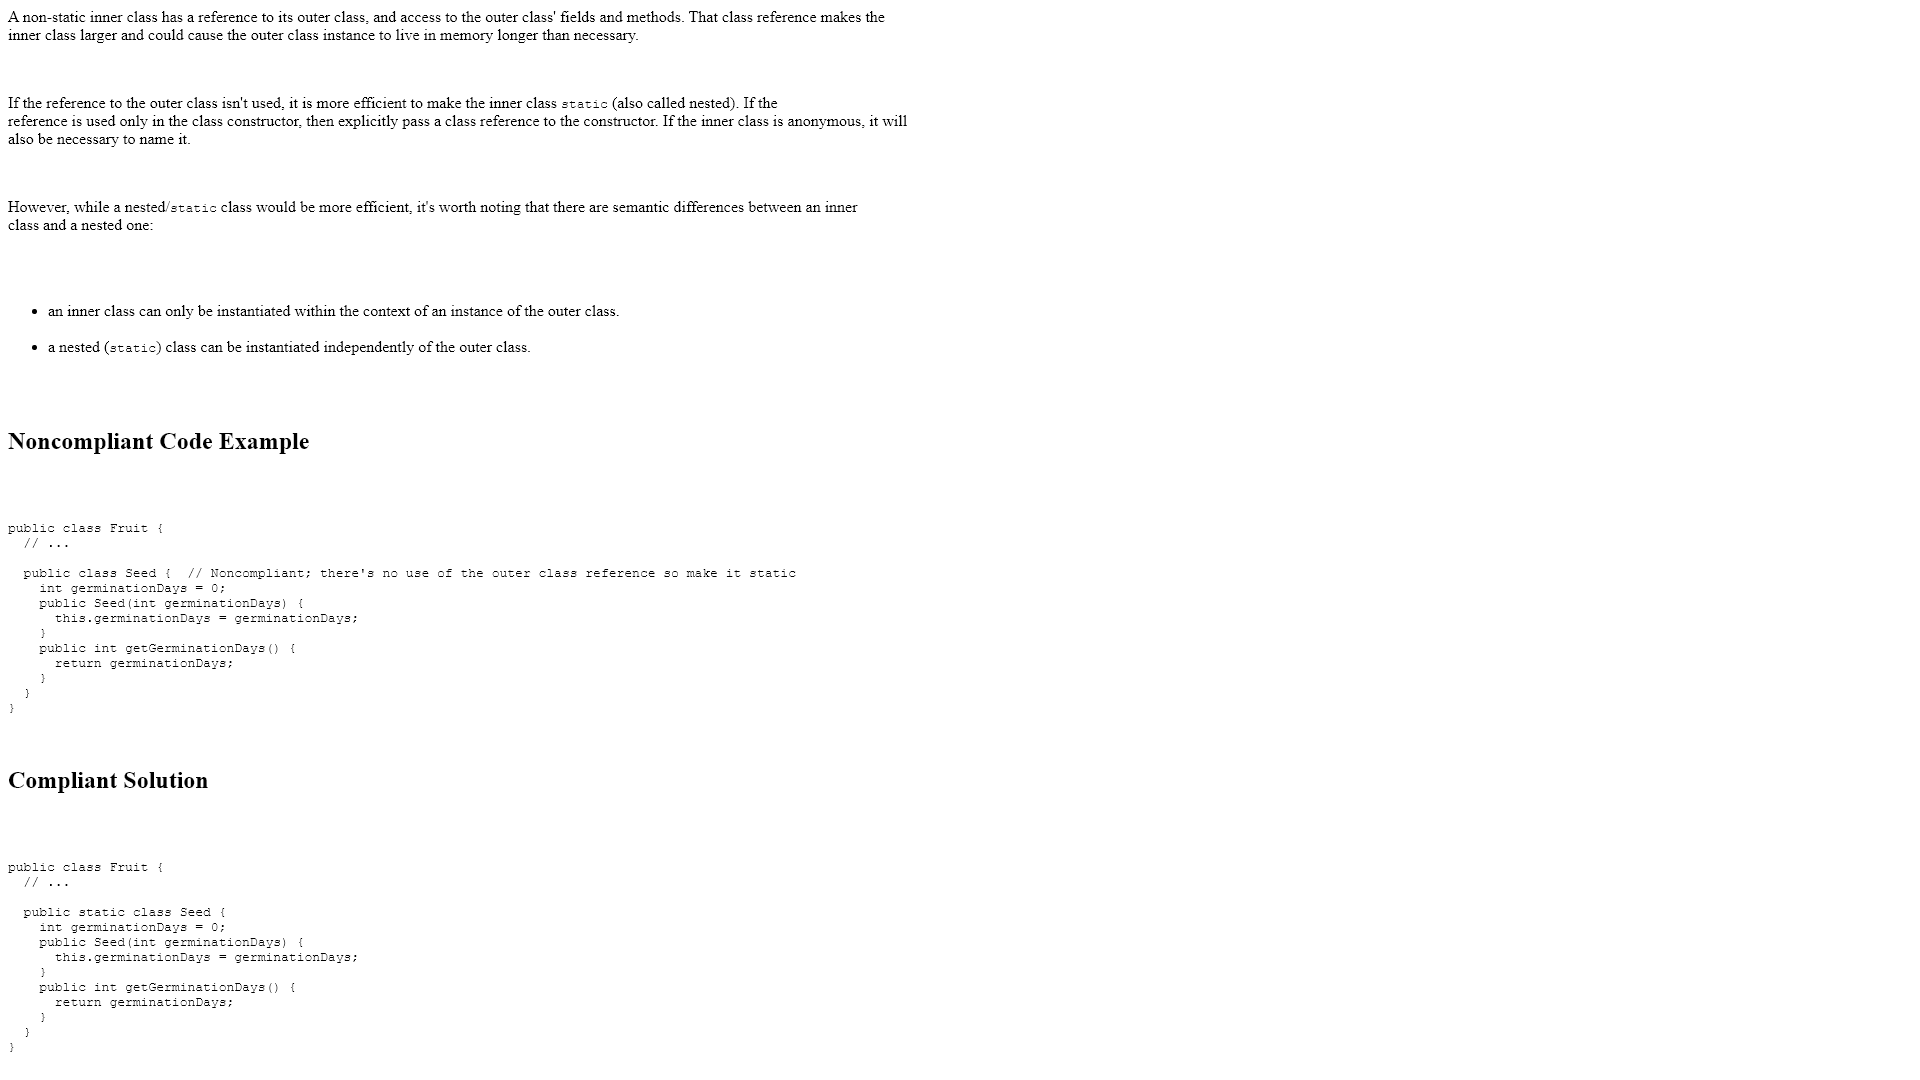 A non-static inner class has a reference to its outer class, and access to the outer class' fields and methods. That class reference makes the
inner class larger and could cause the outer class instance to live in memory longer than necessary.
If the reference to the outer class isn't used, it is more efficient to make the inner class static (also called nested). If the
reference is used only in the class constructor, then explicitly pass a class reference to the constructor. If the inner class is anonymous, it will
also be necessary to name it.
However, while a nested/static class would be more efficient, it's worth noting that there are semantic differences between an inner
class and a nested one:
• an inner class can only be instantiated within the context of an instance of the outer class.
• a nested (static) class can be instantiated independently of the outer class.
Noncompliant Code Example
public class Fruit {
  // ...
  public class Seed {  // Noncompliant; there's no use of the outer class reference so make it static
    int germinationDays = 0;
    public Seed(int germinationDays) {
      this.germinationDays = germinationDays;
    }
    public int getGerminationDays() {
      return germinationDays;
    }
  }
}
Compliant Solution
public class Fruit {
  // ...
  public static class Seed {
    int germinationDays = 0;
    public Seed(int germinationDays) {
      this.germinationDays = germinationDays;
    }
    public int getGerminationDays() {
      return germinationDays;
    }
  }
}